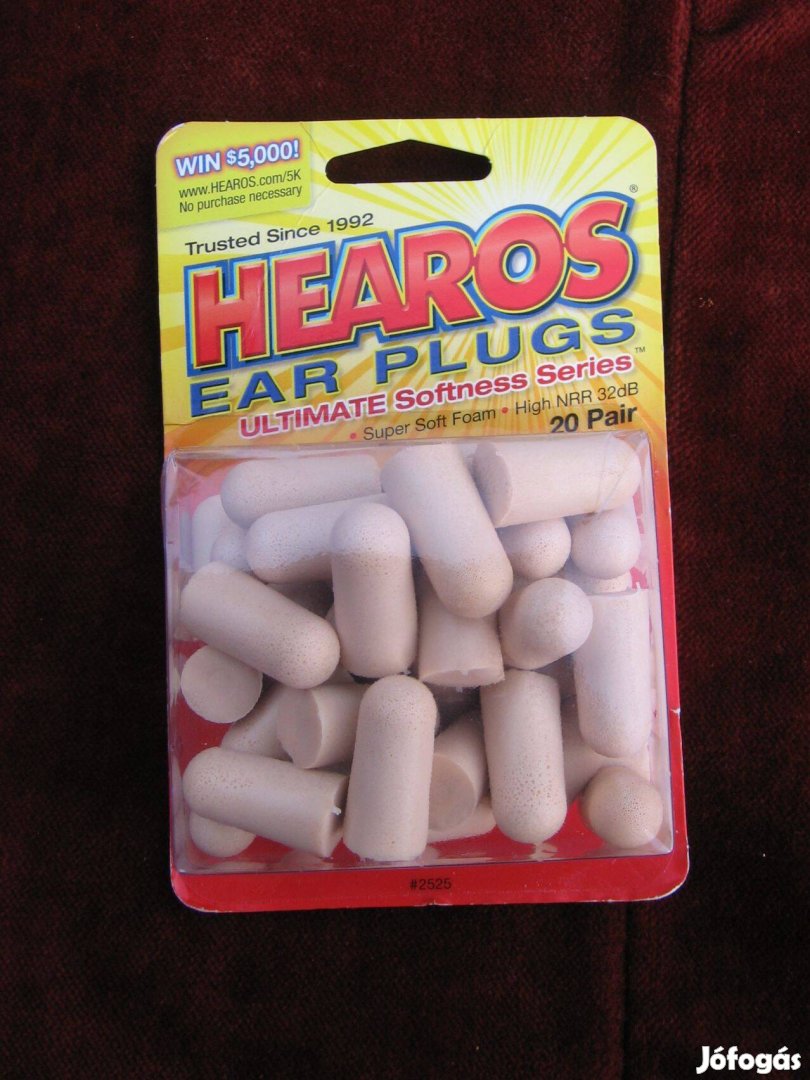 WIN $5,000!
www.HEAROS.com/5K
No purchase necessary
Trusted Since 1992
HEAROS®
EAR PLUGS
ULTIMATE Softness Series™
• Super Soft Foam • High NRR 32dB
20 Pair
#2525
Jófogás